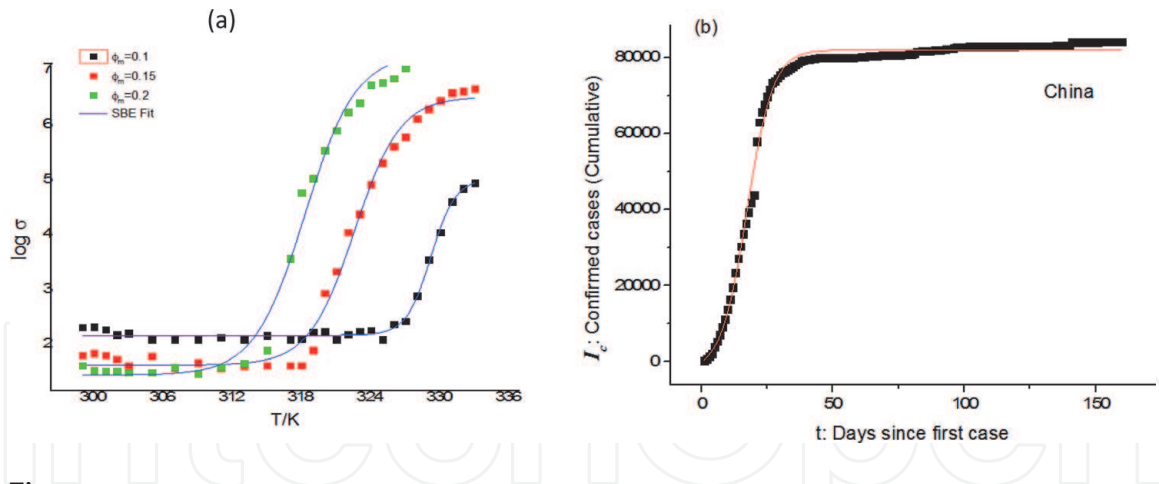 (a)
ϕm=0.1
ϕm=0.15
ϕm=0.2
SBE Fit
7
6
5
4
3
2
log σ
300 306 312 318 324 330 336
T/K
(b)
80000
60000
40000
20000
0
Ic: Confirmed cases (Cumulative)
China
0 50 100 150
t: Days since first case